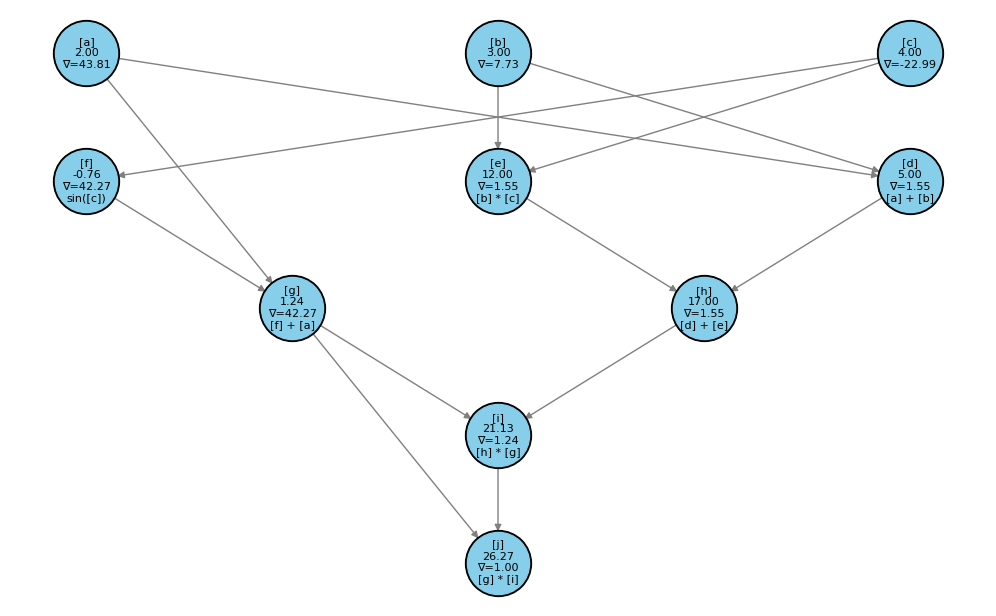 [a]
2.00
∇=43.81
[b]
3.00
∇=7.73
[c]
4.00
∇=-22.99
[f]
-0.76
∇=42.27
sin([c])
[e]
12.00
∇=1.55
[b] * [c]
[d]
5.00
∇=1.55
[a] + [b]
[g]
1.24
∇=42.27
[f] + [a]
[h]
17.00
∇=1.55
[d] + [e]
[i]
21.13
∇=1.24
[h] * [g]
[j]
26.27
∇=1.00
[g] * [i]